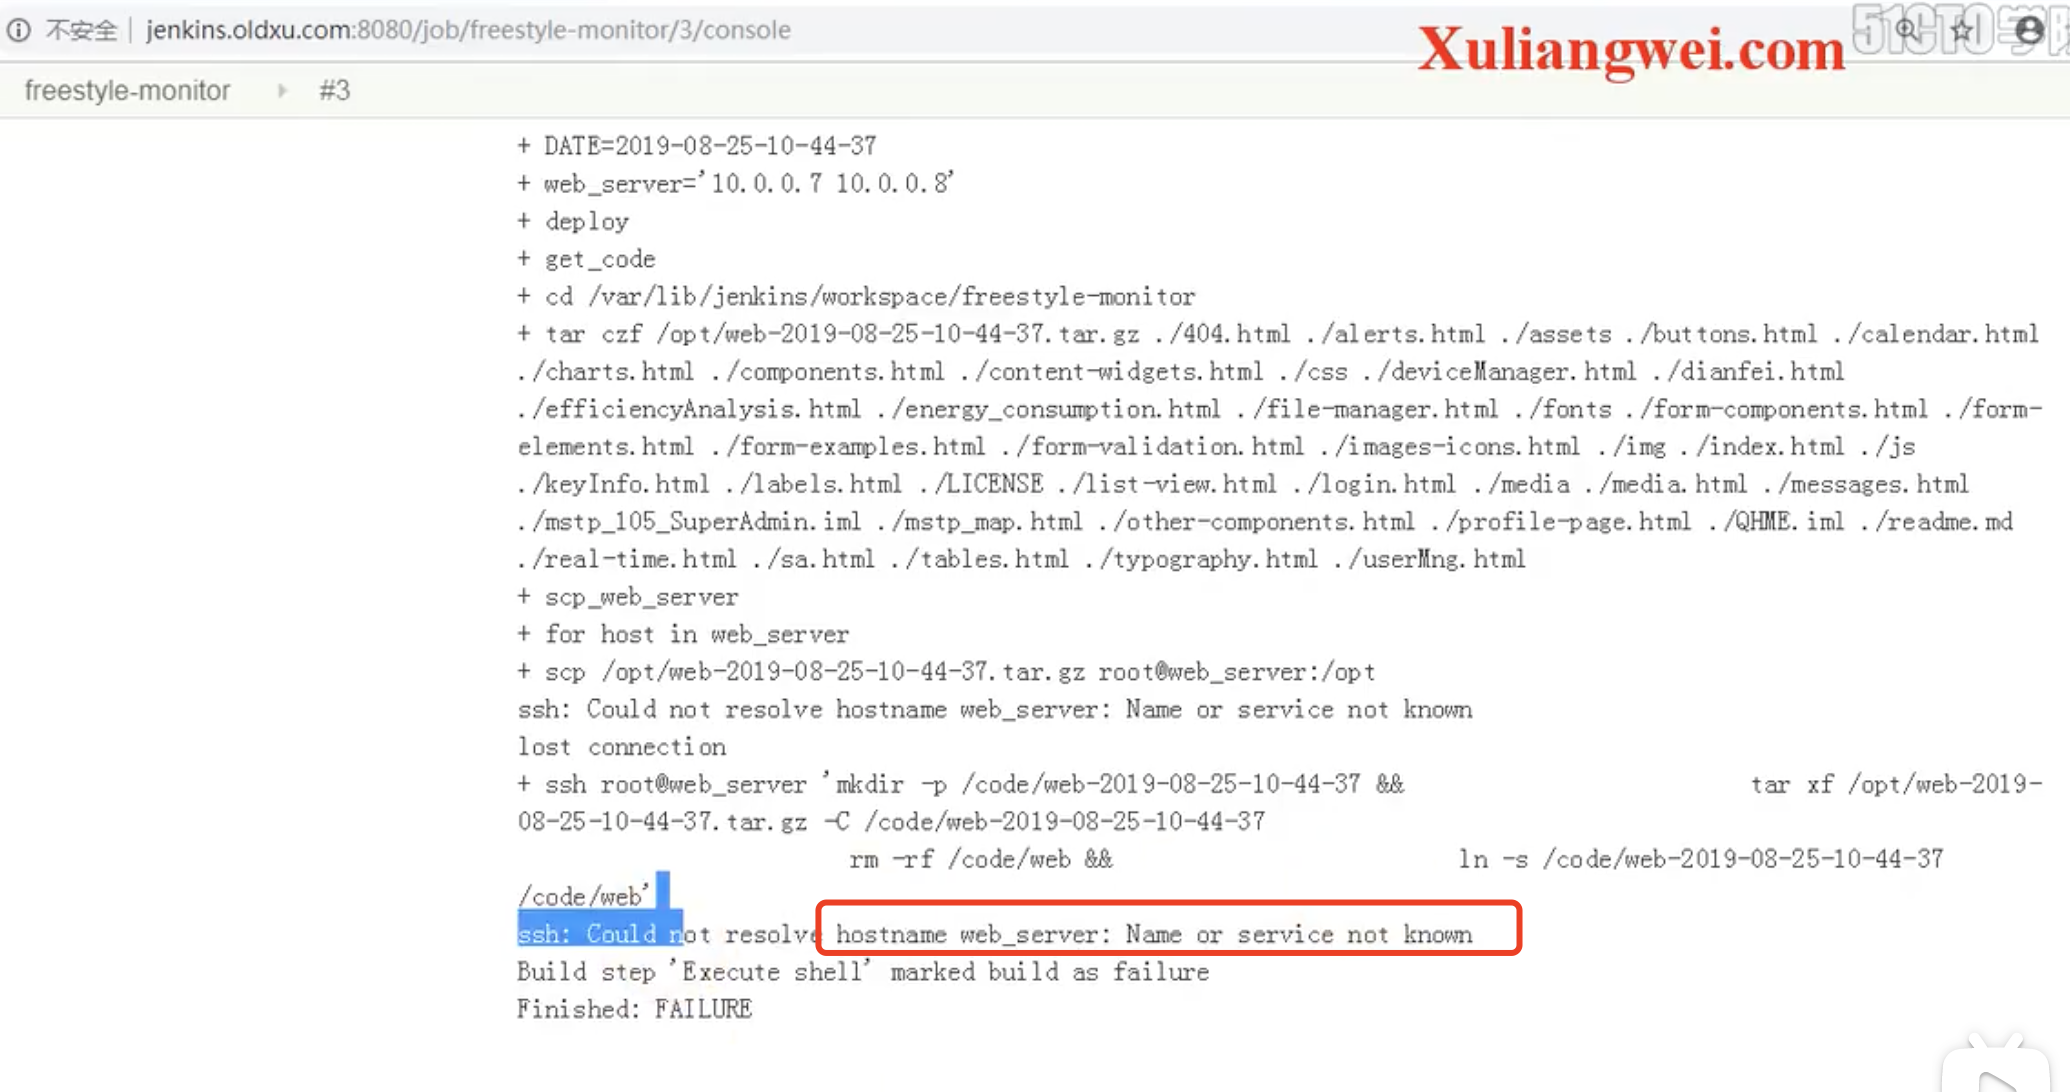 不安全 jenkins.oldxu.com:8080/job/freestyle-monitor/3/console
Xuliangwei.com
51CTO学院
freestyle-monitor #3
+ DATE=2019-08-25-10-44-37
+ web_server='10.0.0.7 10.0.0.8'
+ deploy
+ get_code
+ cd /var/lib/jenkins/workspace/freestyle-monitor
+ tar czf /opt/web-2019-08-25-10-44-37.tar.gz ./404.html ./alerts.html ./assets ./buttons.html ./calendar.html
./charts.html ./components.html ./content-widgets.html ./css ./deviceManager.html ./dianfei.html
./efficiencyAnalysis.html ./energy_consumption.html ./file-manager.html ./fonts ./form-components.html ./form-
elements.html ./form-examples.html ./form-validation.html ./images-icons.html ./img ./index.html ./js
./keyInfo.html ./labels.html ./LICENSE ./list-view.html ./login.html ./media ./media.html ./messages.html
./mstp_105_SuperAdmin.iml ./mstp_map.html ./other-components.html ./profile-page.html ./QHME.iml ./readme.md
./real-time.html ./sa.html ./tables.html ./typography.html ./userMng.html
+ scp_web_server
+ for host in web_server
+ scp /opt/web-2019-08-25-10-44-37.tar.gz root@web_server:/opt
ssh: Could not resolve hostname web_server: Name or service not known
lost connection
+ ssh root@web_server 'mkdir -p /code/web-2019-08-25-10-44-37 && tar xf /opt/web-2019-
08-25-10-44-37.tar.gz -C /code/web-2019-08-25-10-44-37
rm -rf /code/web && ln -s /code/web-2019-08-25-10-44-37
/code/web'
ssh: Could not resolve hostname web_server: Name or service not known
Build step 'Execute shell' marked build as failure
Finished: FAILURE